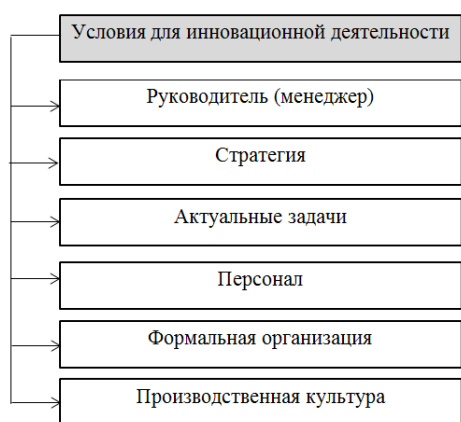 Условия для инновационной деятельности
Руководитель (менеджер)
Стратегия
Актуальные задачи
Персонал
Формальная организация
Производственная культура